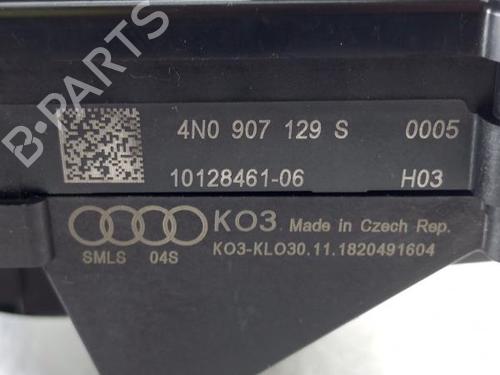 B-PARTS
4N0 907 129 S 0005
10128461-06 H03
KO3 Made in Czech Rep.
SMLS 04S KO3-KLO30.11.1820491604